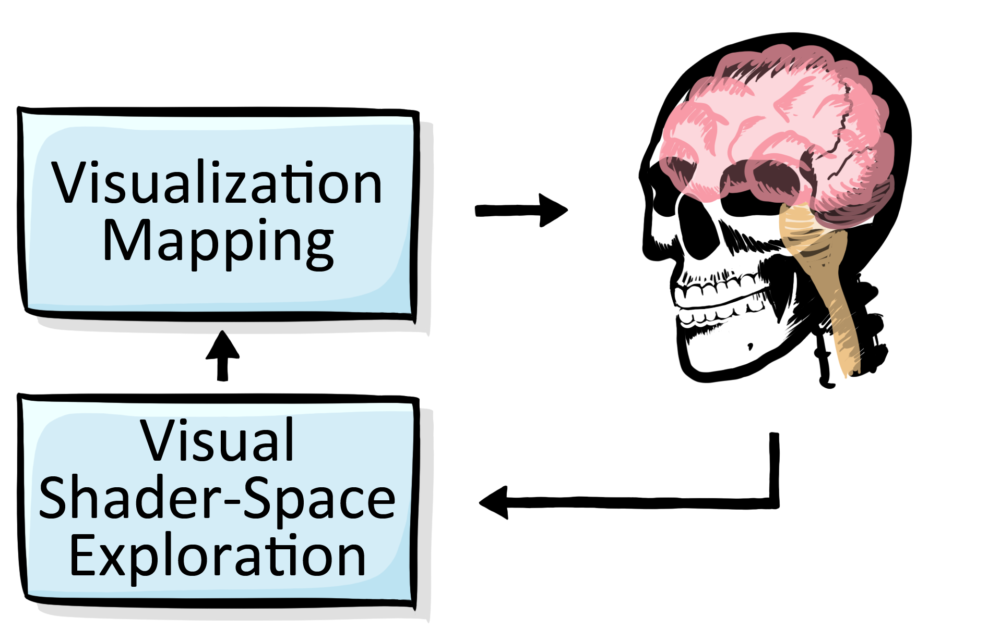 Visualization
Mapping
Visual
Shader-Space
Exploration